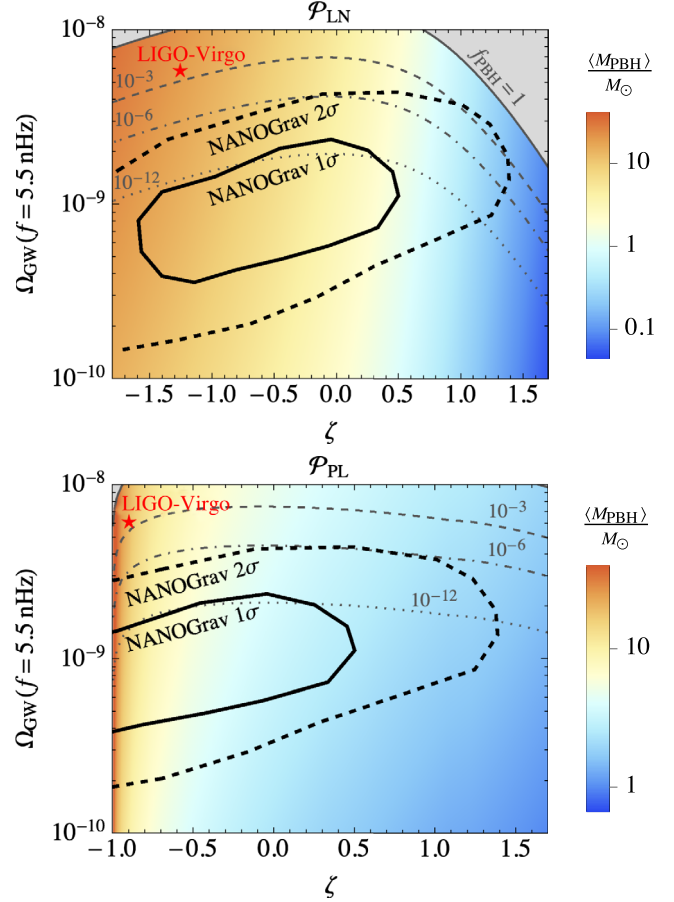 𝒫LN
10⁻⁸
LIGO-Virgo
fPBH = 1
⟨MPBH⟩
M⊙
10⁻³
10⁻⁶
NANOGrav 2σ
10⁻¹²
NANOGrav 1σ
10
1
0.1
ΩGW (f = 5.5 nHz)
10⁻⁹
10⁻¹⁰
−1.5 −1.0 −0.5 0.0 0.5 1.0 1.5
ζ
𝒫PL
10⁻⁸
LIGO-Virgo
⟨MPBH⟩
M⊙
10⁻³
10⁻⁶
NANOGrav 2σ
10⁻¹²
NANOGrav 1σ
10
1
ΩGW (f = 5.5 nHz)
10⁻⁹
10⁻¹⁰
−1.0 −0.5 0.0 0.5 1.0 1.5
ζ